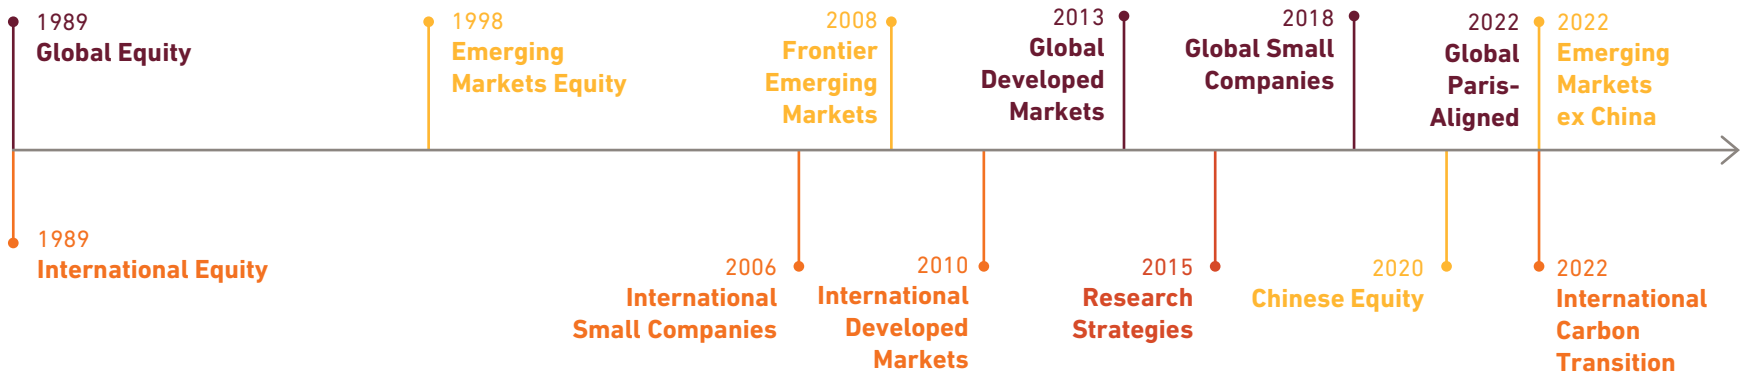 1989
Global Equity
1998
Emerging
Markets Equity
2008
Frontier
Emerging
Markets
2013
Global
Developed
Markets
2018
Global Small
Companies
2022
Global
Paris-
Aligned
2022
Emerging
Markets
ex China
1989
International Equity
2006
International
Small Companies
2010
International
Developed
Markets
2015
Research
Strategies
2020
Chinese Equity
2022
International
Carbon
Transition